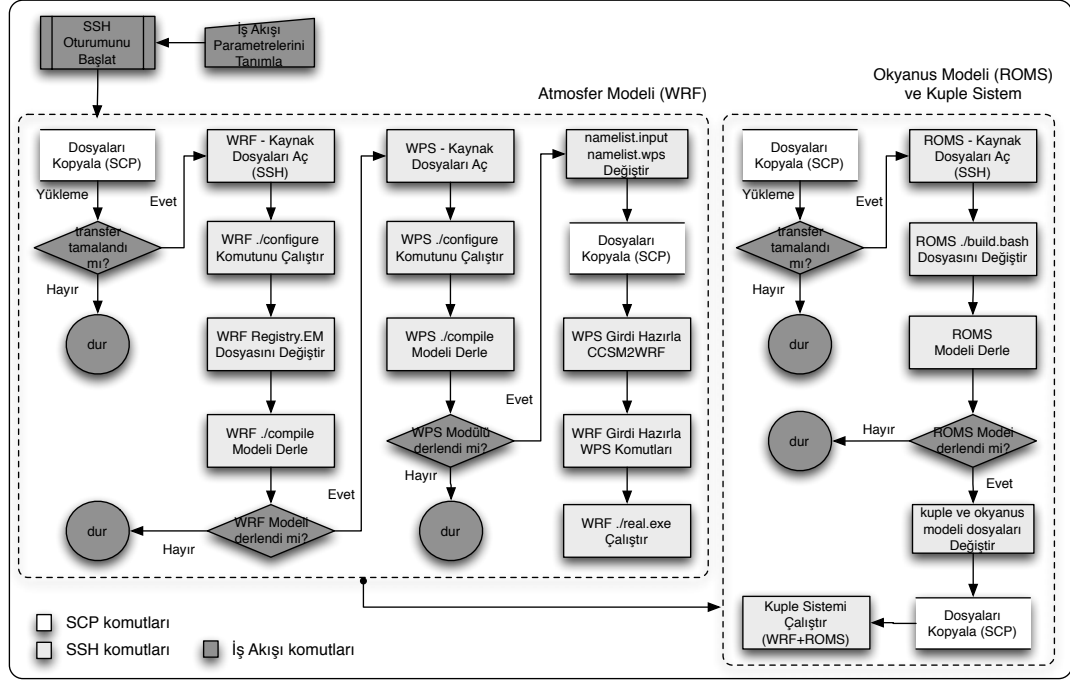 SSH
Oturumunu
Başlat
İş Akışı
Parametrelerini
Tanımla
Atmosfer Modeli (WRF)
Dosyaları
Kopyala (SCP)
Yükleme
transfer
tamalandı
mı?
Evet
Hayır
dur
WRF - Kaynak
Dosyaları Aç
(SSH)
WRF ./configure
Komutunu Çalıştır
WRF Registry.EM
Dosyasını Değiştir
WRF ./compile
Modeli Derle
WRF Modeli
derlendi mi?
Evet
Hayır
dur
WPS - Kaynak
Dosyaları Aç
WPS ./configure
Komutunu Çalıştır
WPS ./compile
Modeli Derle
WPS Modülü
derlendi mi?
Evet
Hayır
dur
namelist.input
namelist.wps
Değiştir
Dosyaları
Kopyala (SCP)
WPS Girdi Hazırla
CCSM2WRF
WRF Girdi Hazırla
WPS Komutları
WRF ./real.exe
Çalıştır
Okyanus Modeli (ROMS)
ve Kuple Sistem
Dosyaları
Kopyala (SCP)
Yükleme
transfer
tamalandı
mı?
Evet
Hayır
dur
ROMS - Kaynak
Dosyaları Aç
(SSH)
ROMS ./build.bash
Dosyasını Değiştir
ROMS
Modeli Derle
ROMS Modei
derlendi mi?
Hayır
dur
Evet
kuple ve okyanus
modeli dosyaları
Değiştir
Dosyaları
Kopyala (SCP)
Kuple Sistemi
Çalıştır
(WRF+ROMS)
SCP komutları
SSH komutları
İş Akışı komutları